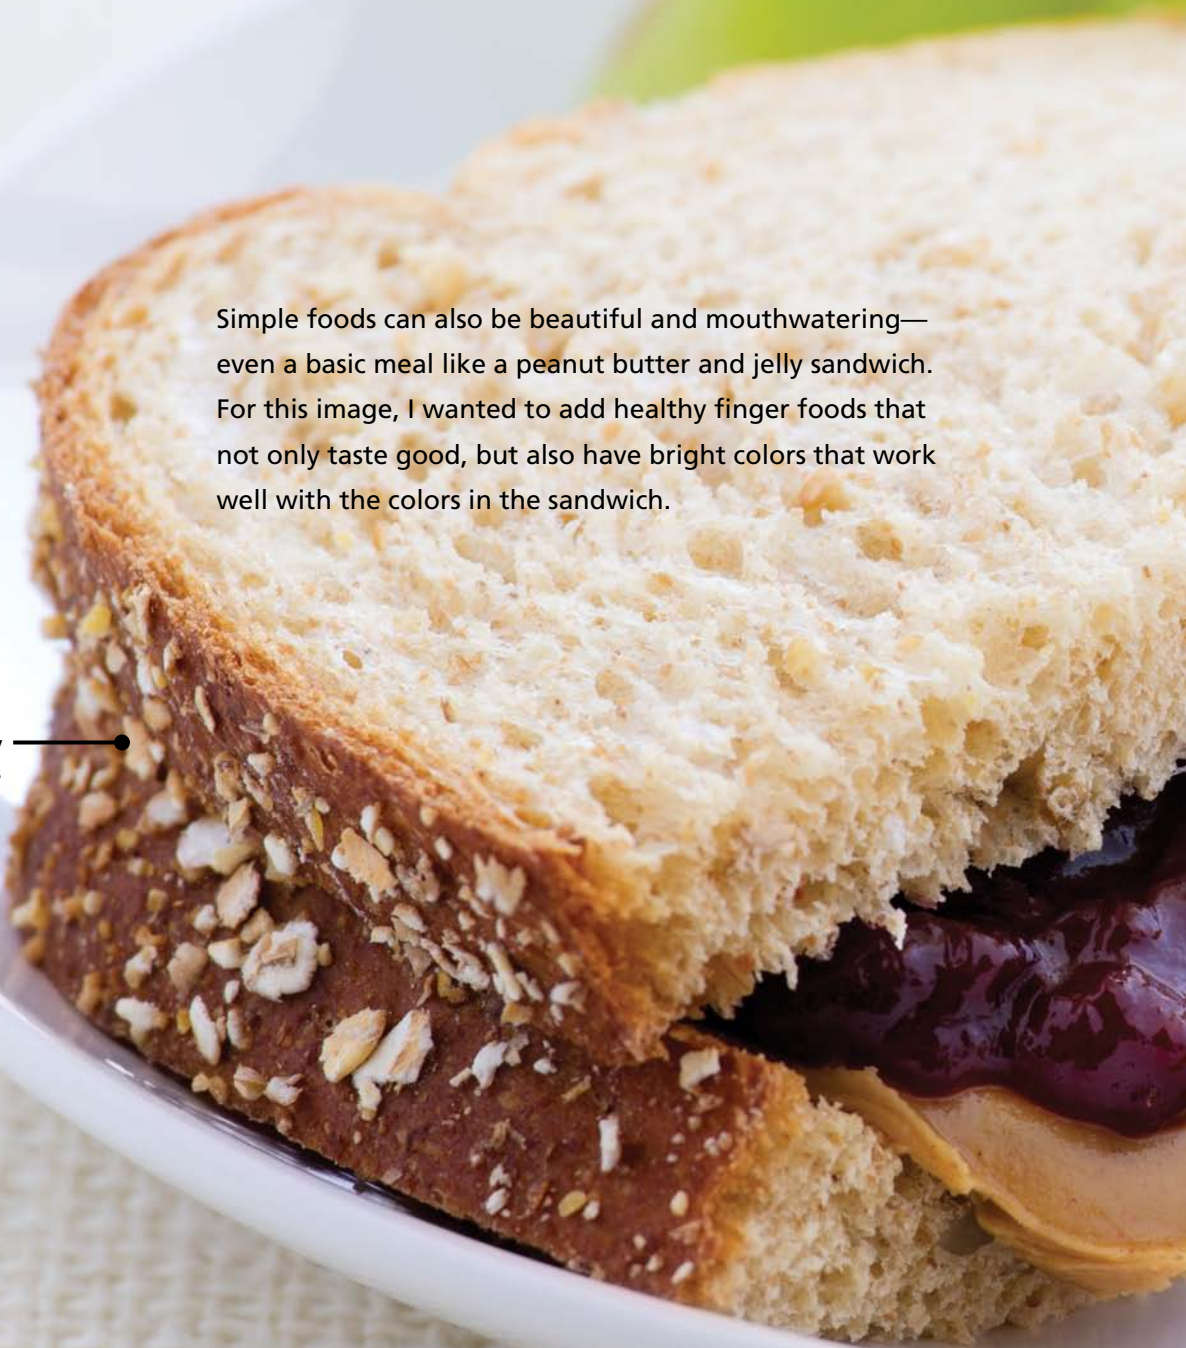 Simple foods can also be beautiful and mouthwatering—
even a basic meal like a peanut butter and jelly sandwich.
For this image, I wanted to add healthy finger foods that
not only taste good, but also have bright colors that work
well with the colors in the sandwich.